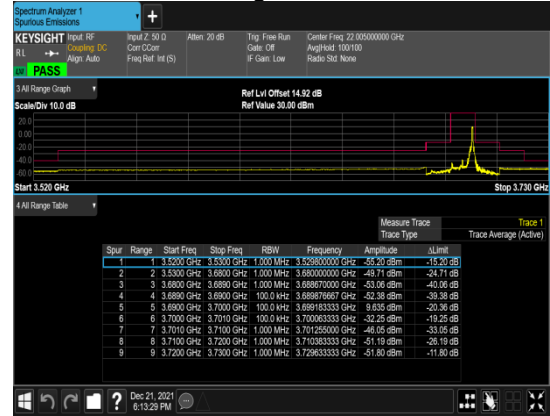 Spectrum Analyzer 1
Spurious Emissions
+
KEYSIGHT Input: RF Input Z: 50 Ω Atten: 20 dB Trig: Free Run Center Freq: 22.005000000 GHz
R L Coupling: DC Corr CCorr Gate: Off Avg|Hold: 100/100
Align: Auto Freq Ref: Int (S) IF Gain: Low Radio Std: None
PASS
3 All Range Graph
Ref Lvl Offset 14.92 dB
Scale/Div 10.0 dB Ref Value 30.00 dBm
20.0
0.00
-20.0
-40.0
-60.0
Start 3.520 GHz Stop 3.730 GHz
4 All Range Table
Measure Trace Trace 1
Trace Type Trace Average (Active)
Spur Range Start Freq Stop Freq RBW Frequency Amplitude ΔLimit
1 1 3.5200 GHz 3.5300 GHz 1.000 MHz 3.529800000 GHz -55.20 dBm -15.20 dB
2 2 3.5300 GHz 3.6800 GHz 1.000 MHz 3.680000000 GHz -49.71 dBm -24.71 dB
3 3 3.6800 GHz 3.6890 GHz 1.000 MHz 3.688670000 GHz -53.06 dBm -40.06 dB
4 4 3.6890 GHz 3.6900 GHz 100.0 kHz 3.689876667 GHz -52.38 dBm -39.38 dB
5 5 3.6900 GHz 3.7000 GHz 100.0 kHz 3.699183333 GHz 9.635 dBm -20.36 dB
6 6 3.7000 GHz 3.7010 GHz 100.0 kHz 3.700063333 GHz -32.25 dBm -19.25 dB
7 7 3.7010 GHz 3.7100 GHz 1.000 MHz 3.701255000 GHz -46.05 dBm -33.05 dB
8 8 3.7100 GHz 3.7200 GHz 1.000 MHz 3.710383333 GHz -51.19 dBm -26.19 dB
9 9 3.7200 GHz 3.7300 GHz 1.000 MHz 3.729633333 GHz -51.80 dBm -11.80 dB
? Dec 21, 2021
6:13:29 PM